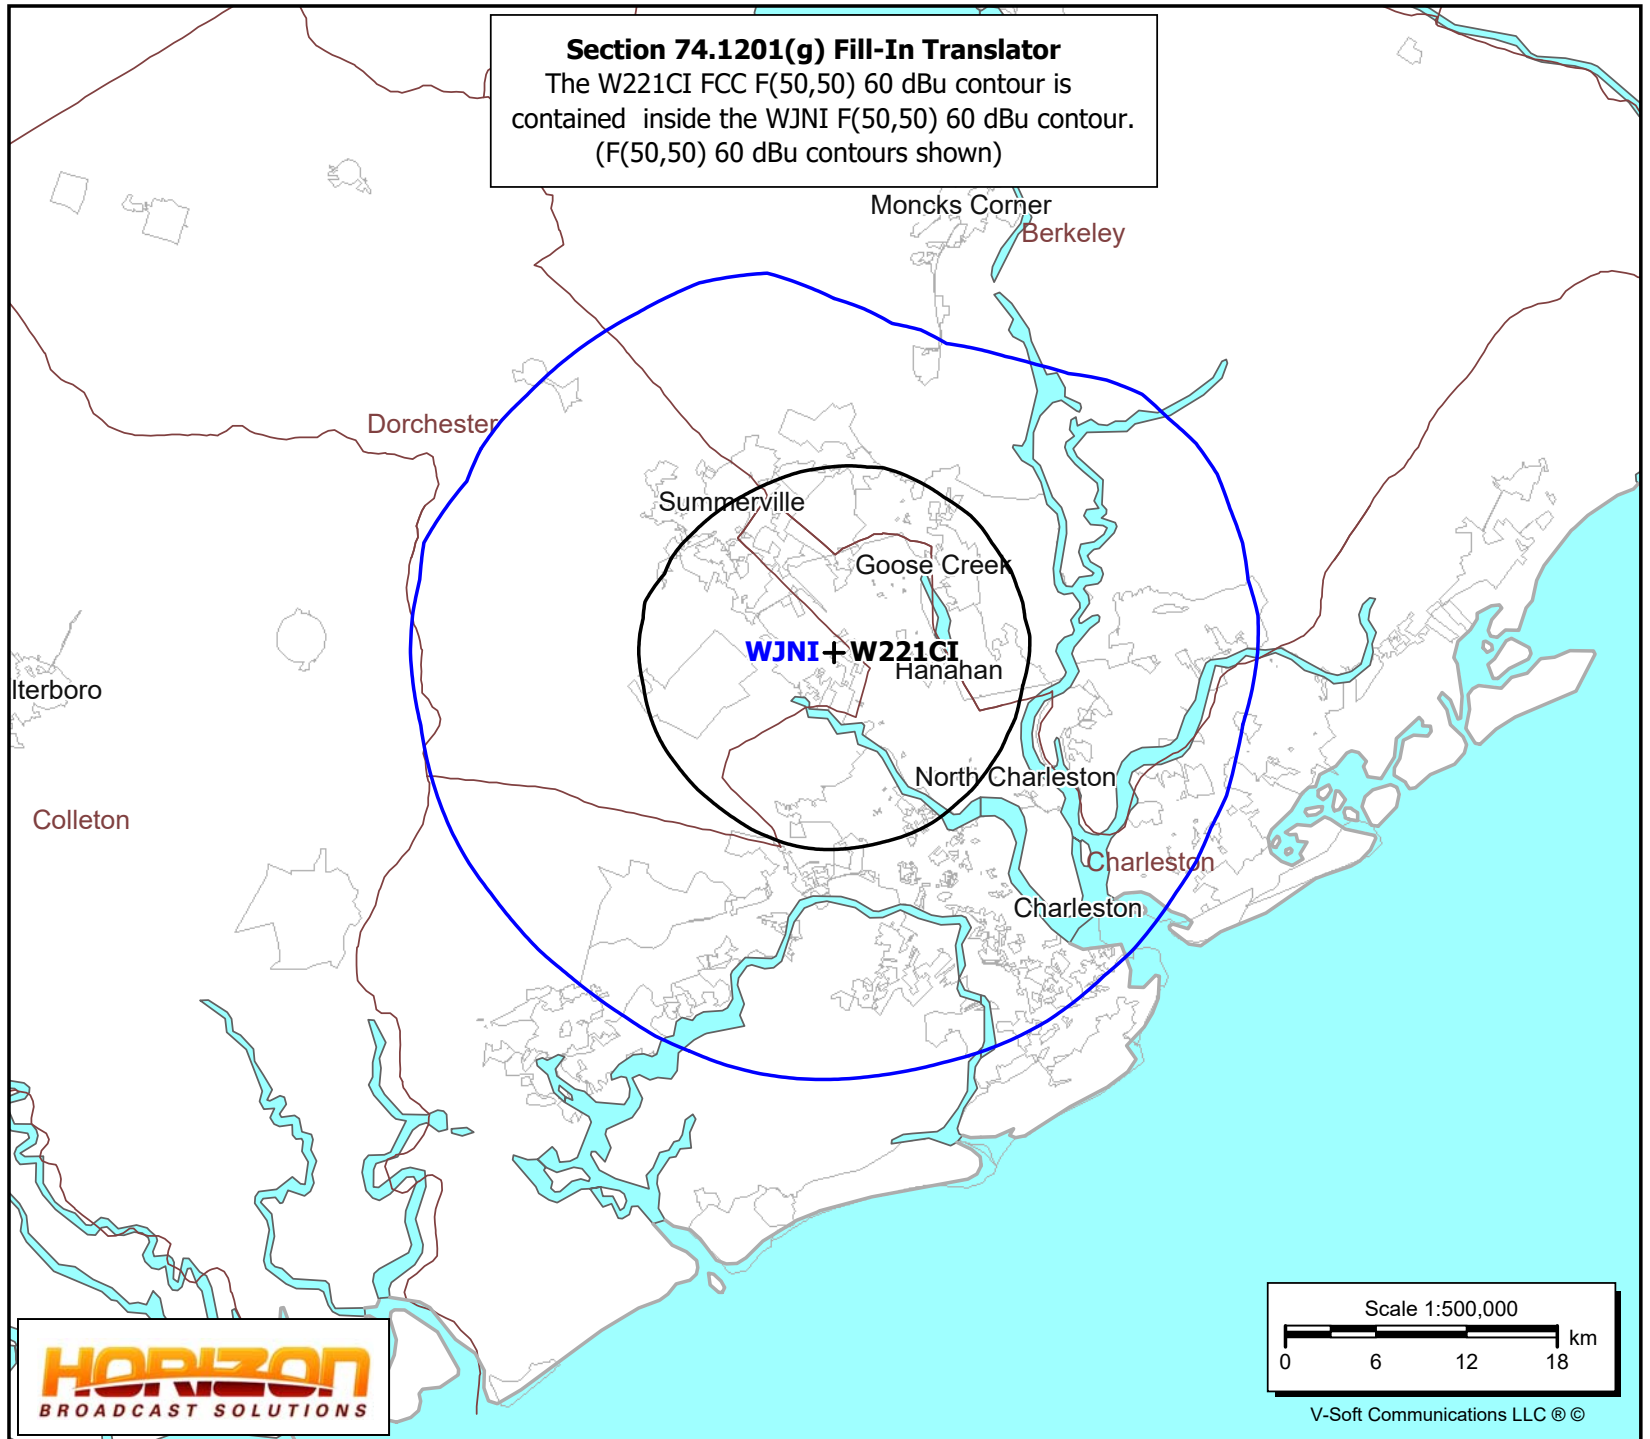 Section 74.1201(g) Fill-In Translator
The W221CI FCC F(50,50) 60 dBu contour is
contained inside the WJNI F(50,50) 60 dBu contour.
(F(50,50) 60 dBu contours shown)
Moncks Corner
Berkeley
Dorchester
Summerville
Goose Creek
WJNI+W221CI
Hanahan
lterboro
North Charleston
Colleton
Charleston
Charleston
Scale 1:500,000
km
0 6 12 18
HORIZON
BROADCAST SOLUTIONS
V-Soft Communications LLC ® ©